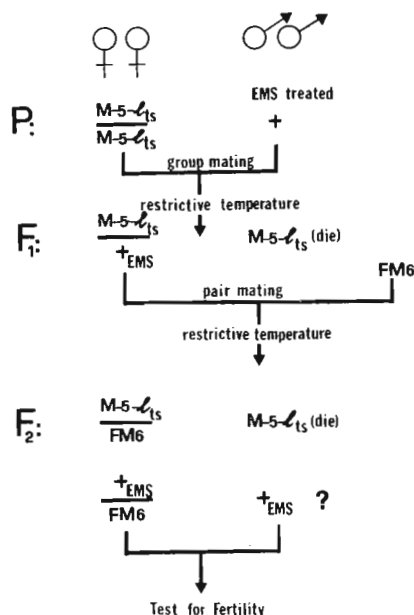 EMS treated
P: M-5-ℓts / M-5-ℓts +
group mating
restrictive temperature
F1: M-5-ℓts / +EMS M-5-ℓts (die)
FM6
pair mating
restrictive temperature
F2: M-5-ℓts / FM6 M-5-ℓts (die)
+EMS / FM6 +EMS ?
Test for Fertility